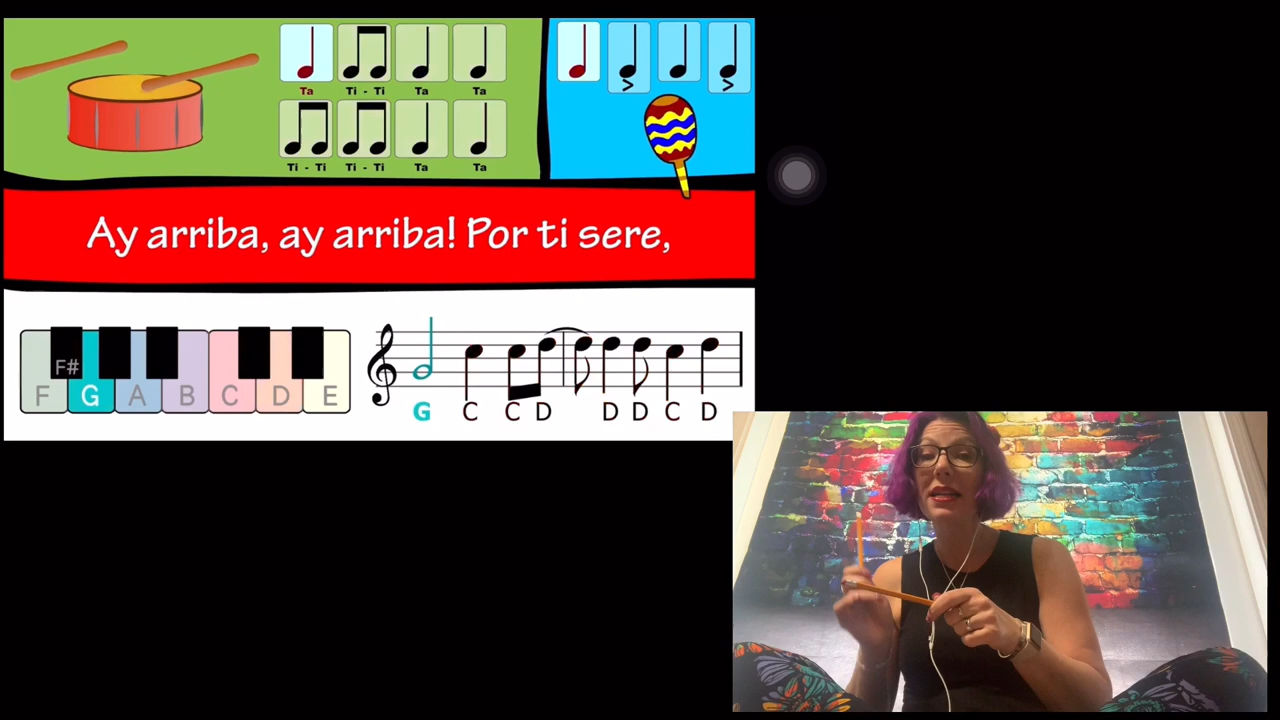 Ta Ti - Ti Ta Ta
Ti - Ti Ti - Ti Ta Ta
Ay arriba, ay arriba! Por ti sere,
F#
F G A B C D E
G C C D D D C D